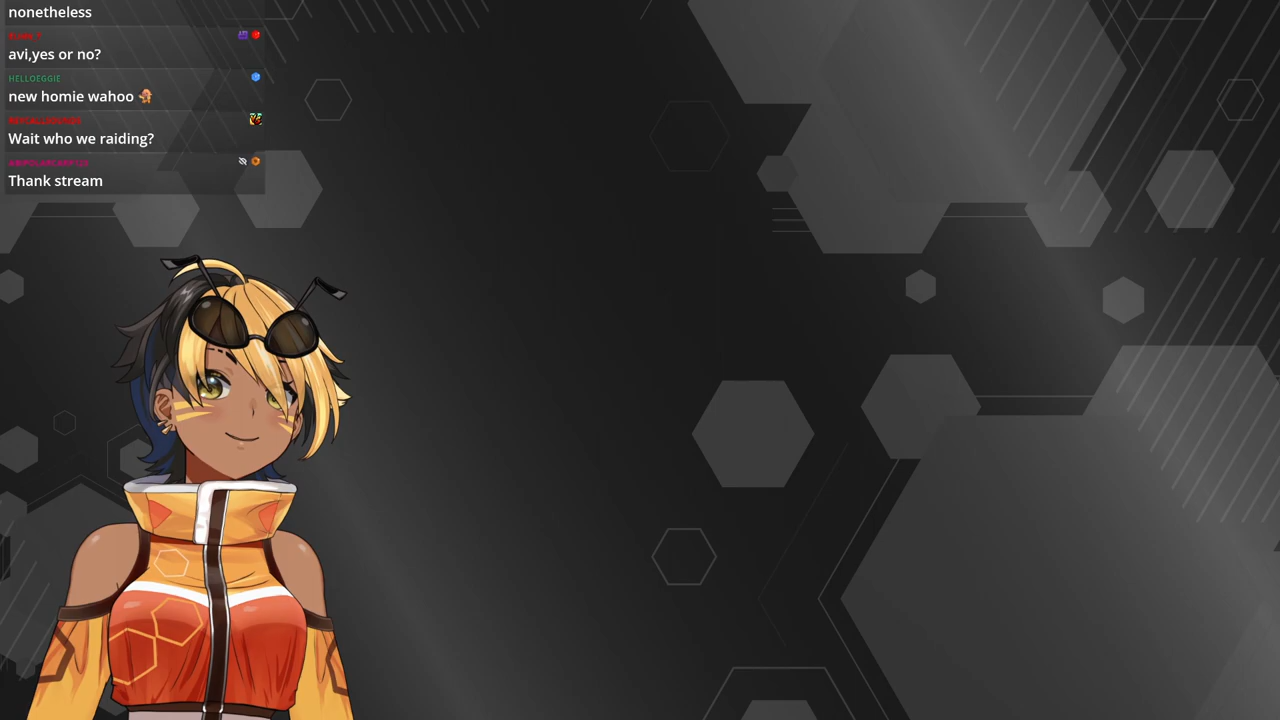 nonetheless
avi,yes or no?
HELLOEGGIE
new homie wahoo
Wait who we raiding?
Thank stream